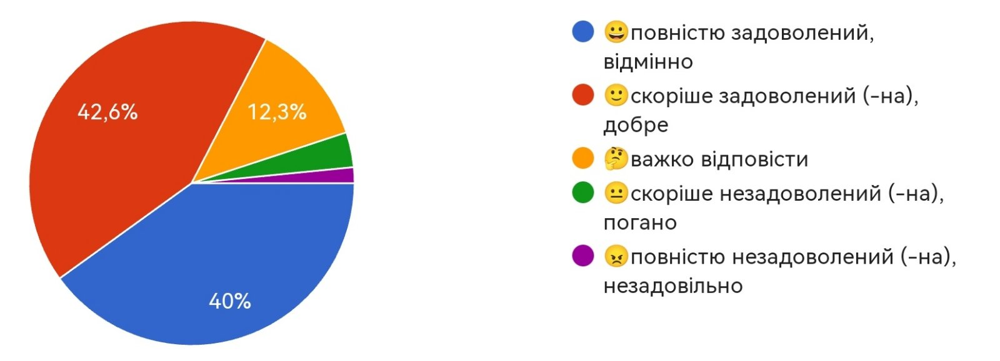 42,6%
12,3%
40%
😀повністю задоволений,
відмінно
🙂скоріше задоволений (-на),
добре
🤔важко відповісти
😐скоріше незадоволений (-на),
погано
😠повністю незадоволений (-на),
незадовільно